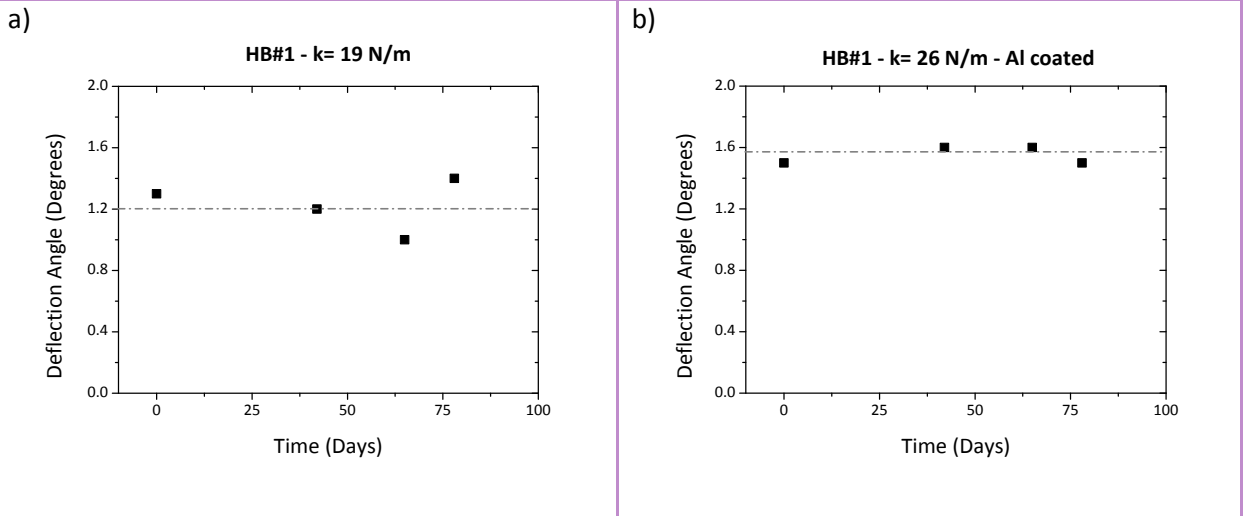 a)
HB#1 - k= 19 N/m
2.0
1.6
1.2
0.8
0.4
0.0
Deflection Angle (Degrees)
0 25 50 75 100
Time (Days)
b)
HB#1 - k= 26 N/m - Al coated
2.0
1.6
1.2
0.8
0.4
0.0
Deflection Angle (Degrees)
0 25 50 75 100
Time (Days)